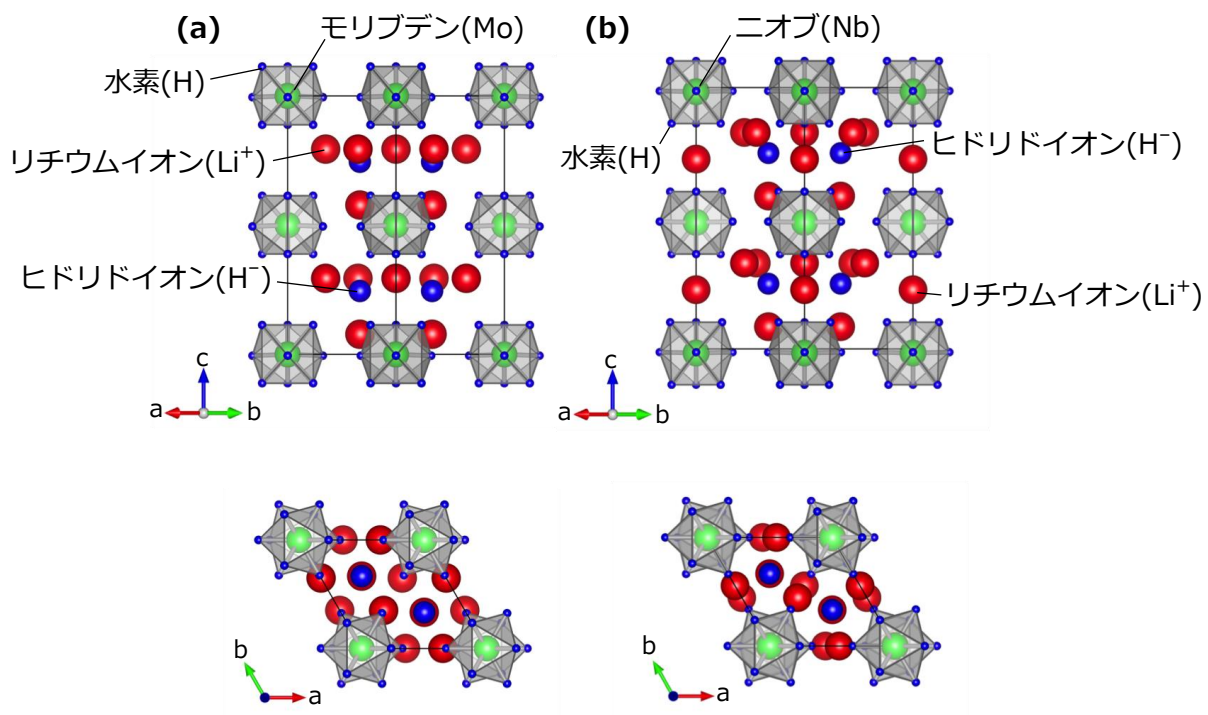 (a)
モリブデン(Mo)
水素(H)
リチウムイオン(Li⁺)
ヒドリドイオン(H⁻)
c
a
b
(b)
ニオブ(Nb)
ヒドリドイオン(H⁻)
水素(H)
リチウムイオン(Li⁺)
c
a
b
b
a
b
a